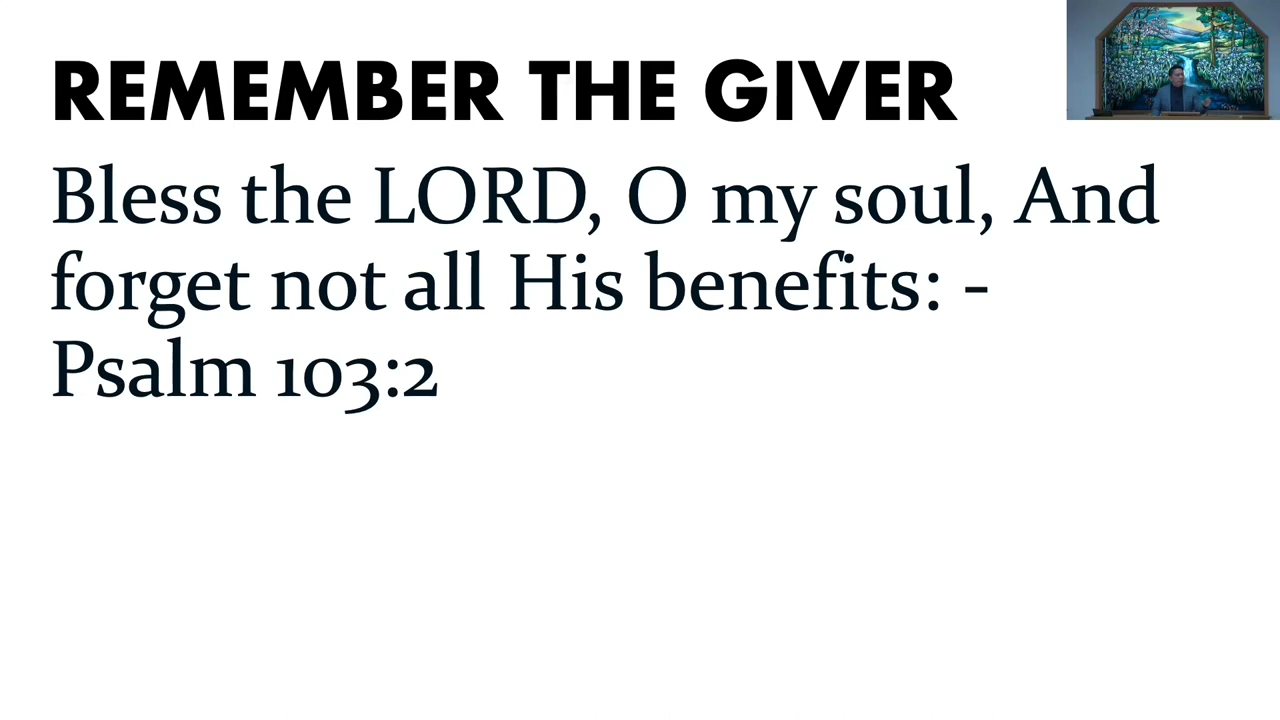 REMEMBER THE GIVER
Bless the LORD, O my soul, And
forget not all His benefits: -
Psalm 103:2